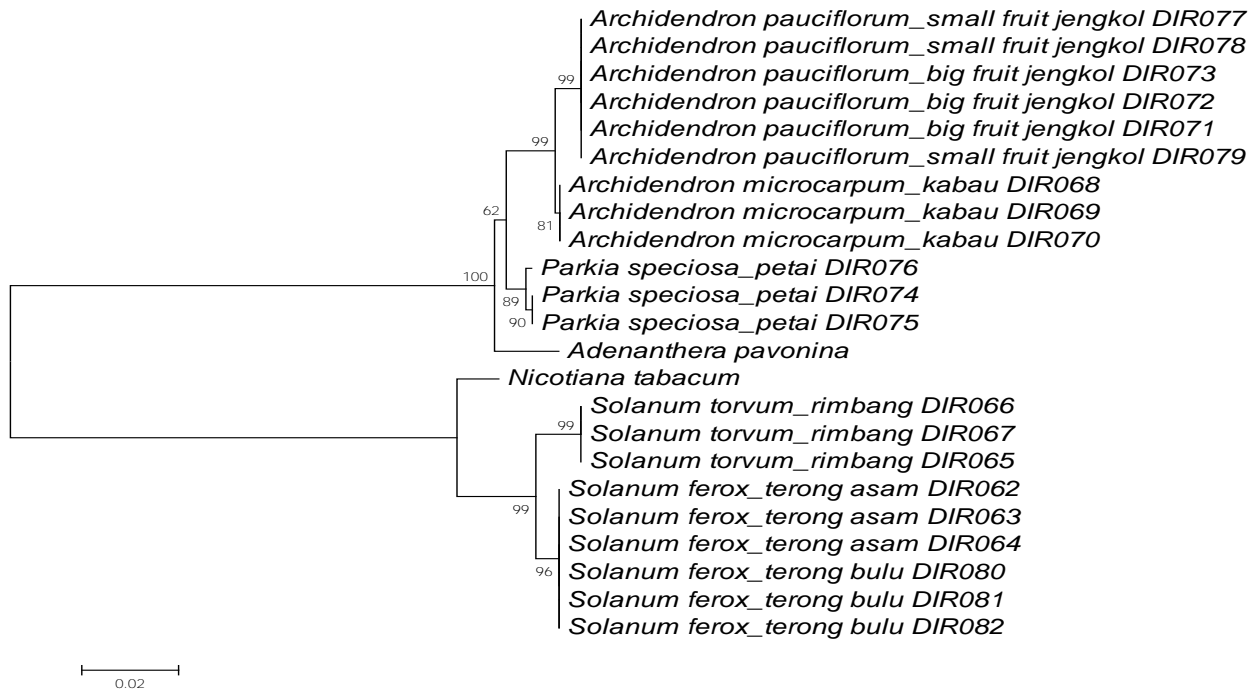 Archidendron pauciflorum_small fruit jengkol DIR077
Archidendron pauciflorum_small fruit jengkol DIR078
Archidendron pauciflorum_big fruit jengkol DIR073
99
Archidendron pauciflorum_big fruit jengkol DIR072
Archidendron pauciflorum_big fruit jengkol DIR071
99
Archidendron pauciflorum_small fruit jengkol DIR079
Archidendron microcarpum_kabau DIR068
62
Archidendron microcarpum_kabau DIR069
81
Archidendron microcarpum_kabau DIR070
100
Parkia speciosa_petai DIR076
89
Parkia speciosa_petai DIR074
90
Parkia speciosa_petai DIR075
Adenanthera pavonina
Nicotiana tabacum
Solanum torvum_rimbang DIR066
99
Solanum torvum_rimbang DIR067
Solanum torvum_rimbang DIR065
Solanum ferox_terong asam DIR062
99
Solanum ferox_terong asam DIR063
Solanum ferox_terong asam DIR064
96
Solanum ferox_terong bulu DIR080
Solanum ferox_terong bulu DIR081
Solanum ferox_terong bulu DIR082
0.02